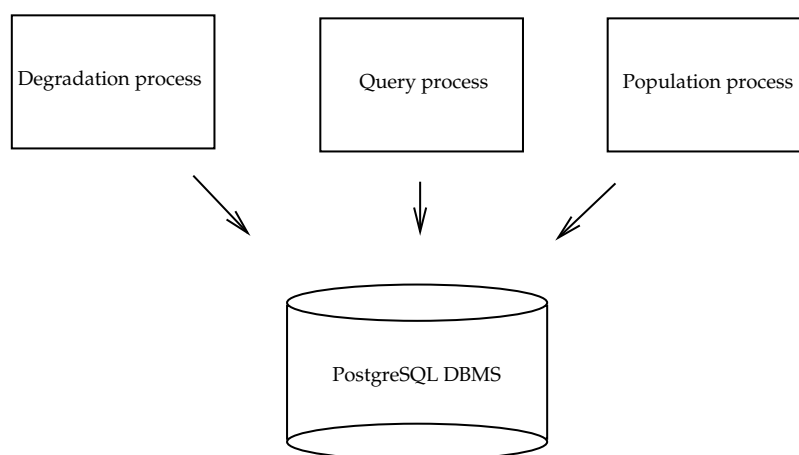 Degradation process
Query process
Population process
PostgreSQL DBMS